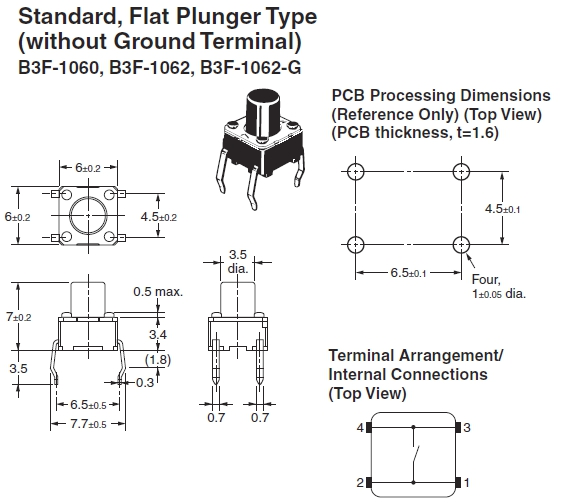 Standard, Flat Plunger Type
(without Ground Terminal)
B3F-1060, B3F-1062, B3F-1062-G
PCB Processing Dimensions
(Reference Only) (Top View)
(PCB thickness, t=1.6)
6±0.2
6±0.2
4.5±0.2
4.5±0.1
6.5±0.1
Four,
1±0.05 dia.
3.5
dia.
0.5 max.
7±0.2
3.4
(1.8)
3.5
0.3
6.5±0.5
7.7±0.5
0.7 0.7
Terminal Arrangement/
Internal Connections
(Top View)
4 3
2 1